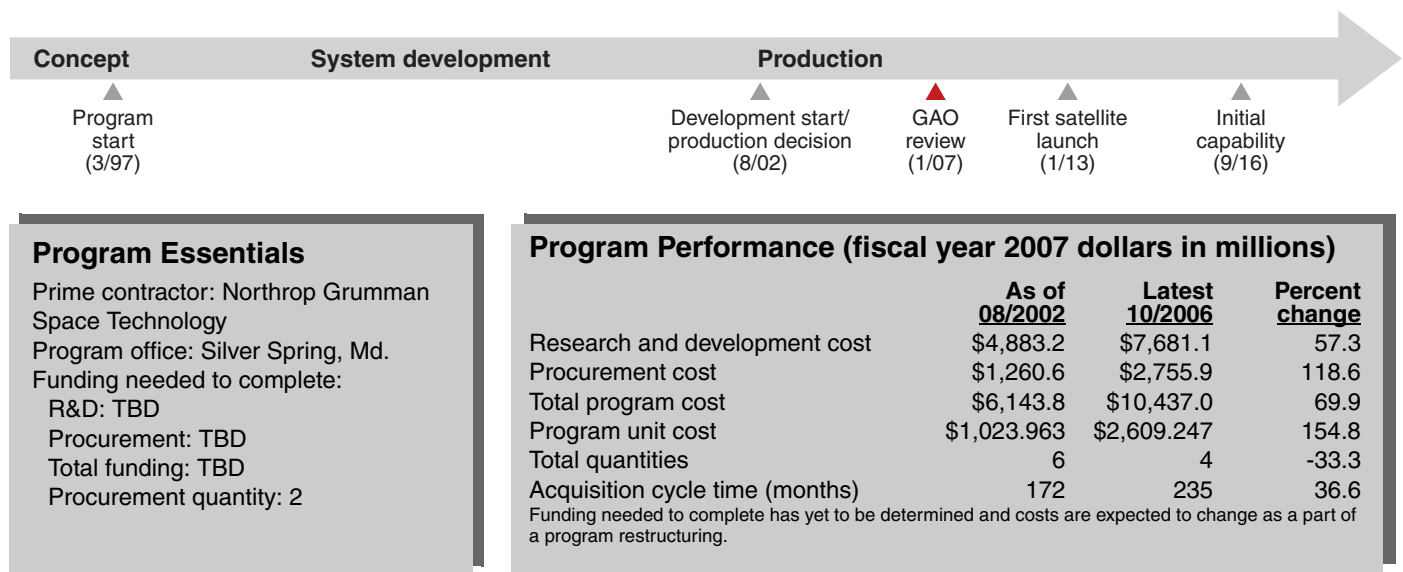 Concept System development Production
Program
start
(3/97)
Development start/
production decision
(8/02)
GAO
review
(1/07)
First satellite
launch
(1/13)
Initial
capability
(9/16)
Program Essentials
Prime contractor: Northrop Grumman
Space Technology
Program office: Silver Spring, Md.
Funding needed to complete:
R&D: TBD
Procurement: TBD
Total funding: TBD
Procurement quantity: 2
Program Performance (fiscal year 2007 dollars in millions)
As of Latest Percent
08/2002 10/2006 change
Research and development cost $4,883.2 $7,681.1 57.3
Procurement cost $1,260.6 $2,755.9 118.6
Total program cost $6,143.8 $10,437.0 69.9
Program unit cost $1,023.963 $2,609.247 154.8
Total quantities 6 4 -33.3
Acquisition cycle time (months) 172 235 36.6
Funding needed to complete has yet to be determined and costs are expected to change as a part of
a program restructuring.